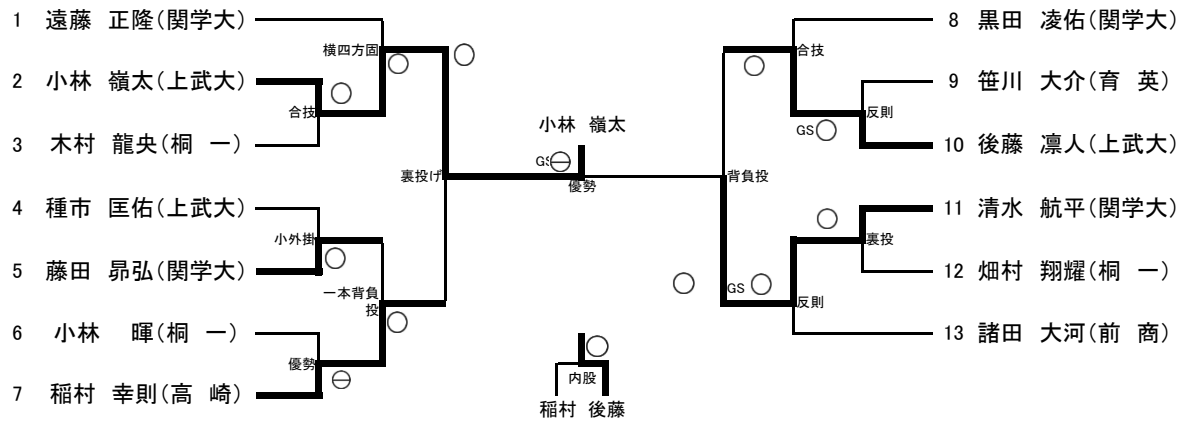 1 遠藤 正隆(関学大)
2 小林 嶺太(上武大)
3 木村 龍央(桐 一)
4 種市 匡佑(上武大)
5 藤田 昴弘(関学大)
6 小林 暉(桐 一)
7 稲村 幸則(高 崎)
横四方固
合技
小外掛
一本背負
投
優勢
裏投げ
小林 嶺太
GS
優勢
内股
稲村 後藤
合技
反則
GS
背負投
裏投
GS
反則
8 黒田 凌佑(関学大)
9 笹川 大介(育 英)
10 後藤 凛人(上武大)
11 清水 航平(関学大)
12 畑村 翔耀(桐 一)
13 諸田 大河(前 商)